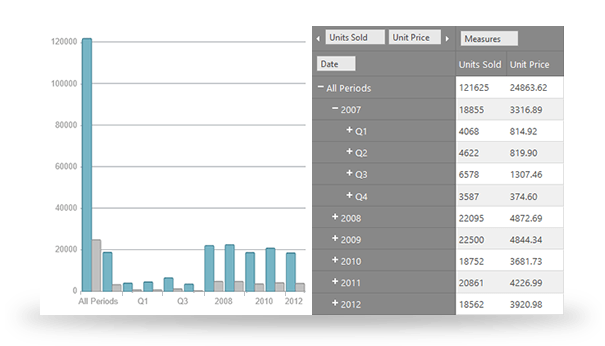 120000
100000
80000
60000
40000
20000
0
All Periods Q1 Q3 2008 2010 2012
Units Sold Unit Price Measures
Date Units Sold Unit Price
All Periods 121625 24863.62
2007 18855 3316.89
Q1 4068 814.92
Q2 4622 819.90
Q3 6578 1307.46
Q4 3587 374.60
2008 22095 4872.69
2009 22500 4844.34
2010 18752 3681.73
2011 20861 4226.99
2012 18562 3920.98